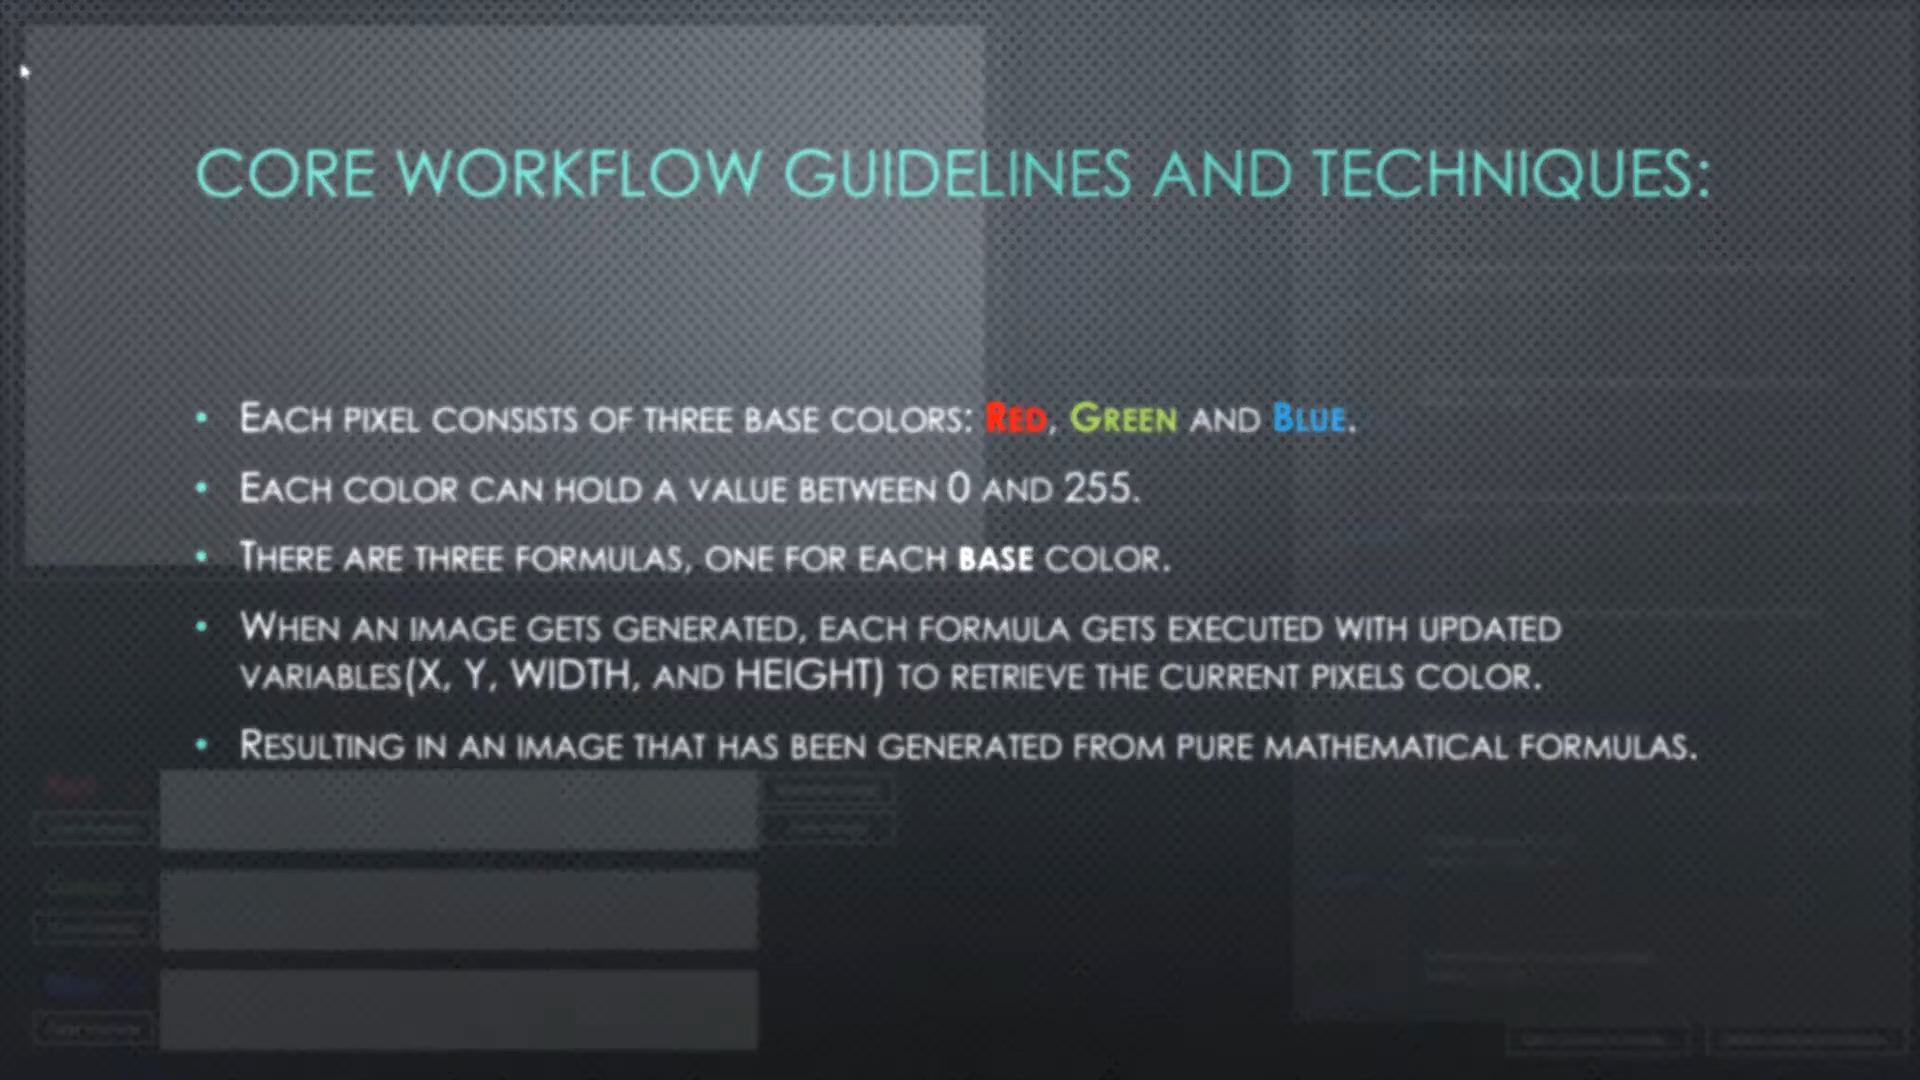 CORE WORKFLOW GUIDELINES AND TECHNIQUES:
• EACH PIXEL CONSISTS OF THREE BASE COLORS: RED, GREEN AND BLUE.
• EACH COLOR CAN HOLD A VALUE BETWEEN 0 AND 255.
• THERE ARE THREE FORMULAS, ONE FOR EACH BASE COLOR.
• WHEN AN IMAGE GETS GENERATED, EACH FORMULA GETS EXECUTED WITH UPDATED
VARIABLES(X, Y, WIDTH, AND HEIGHT) TO RETRIEVE THE CURRENT PIXELS COLOR.
• RESULTING IN AN IMAGE THAT HAS BEEN GENERATED FROM PURE MATHEMATICAL FORMULAS.